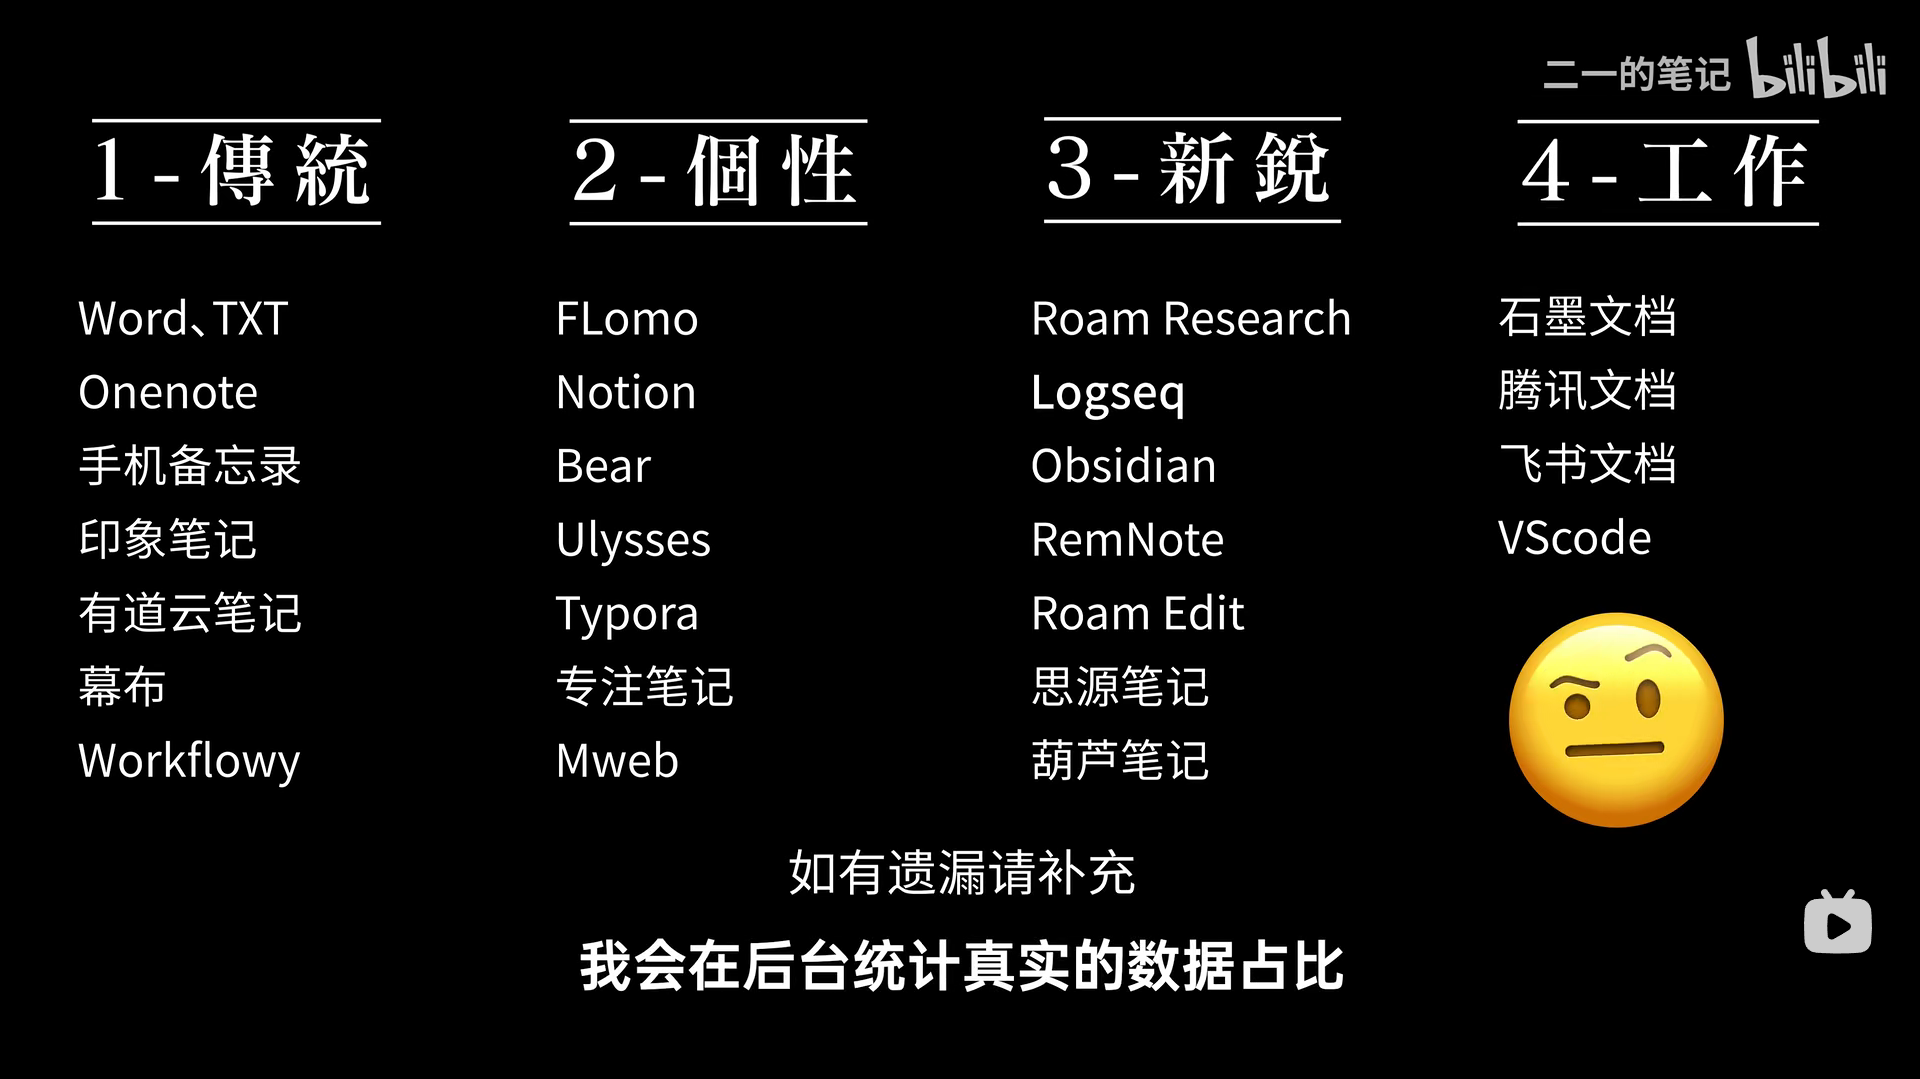 二一的笔记 bilibili
1-傳統
Word、TXT
Onenote
手机备忘录
印象笔记
有道云笔记
幕布
Workflowy
2-個性
FLomo
Notion
Bear
Ulysses
Typora
专注笔记
Mweb
3-新銳
Roam Research
Logseq
Obsidian
RemNote
Roam Edit
思源笔记
葫芦笔记
4-工作
石墨文档
腾讯文档
飞书文档
VScode
如有遗漏请补充
我会在后台统计真实的数据占比